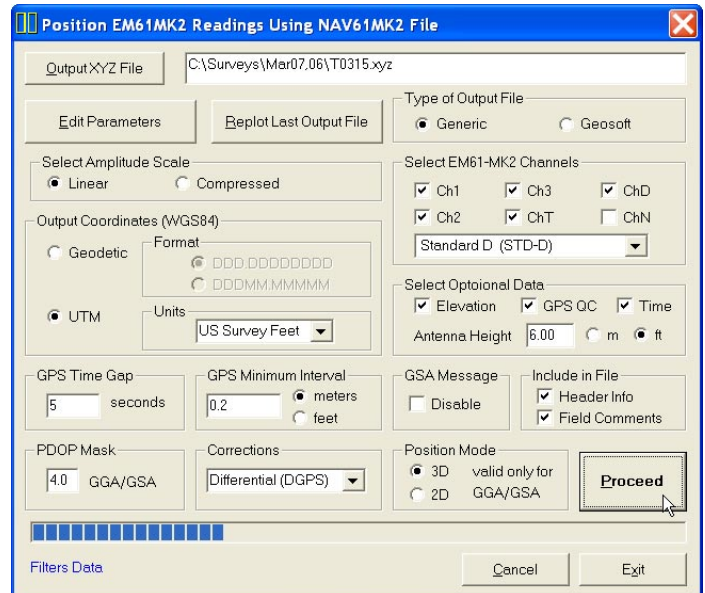 Position EM61MK2 Readings Using NAV61MK2 File
Output XYZ File
C:\Surveys\Mar07,06\T0315.xyz
Edit Parameters
Replot Last Output File
Type of Output File
Generic
Geosoft
Select Amplitude Scale
Linear
Compressed
Select EM61-MK2 Channels
Ch1
Ch3
ChD
Ch2
ChT
ChN
Standard D (STD-D)
Output Coordinates (WGS84)
Geodetic
Format
DDD.DDDDDDDD
DDDMM.MMMMM
UTM
Units
US Survey Feet
Select Optoional Data
Elevation
GPS QC
Time
Antenna Height
6.00
m
ft
GPS Time Gap
5
seconds
GPS Minimum Interval
0.2
meters
feet
GSA Message
Disable
Include in File
Header Info
Field Comments
PDOP Mask
4.0
GGA/GSA
Corrections
Differential (DGPS)
Position Mode
3D
2D
valid only for
GGA/GSA
Proceed
Filters Data
Cancel
Exit